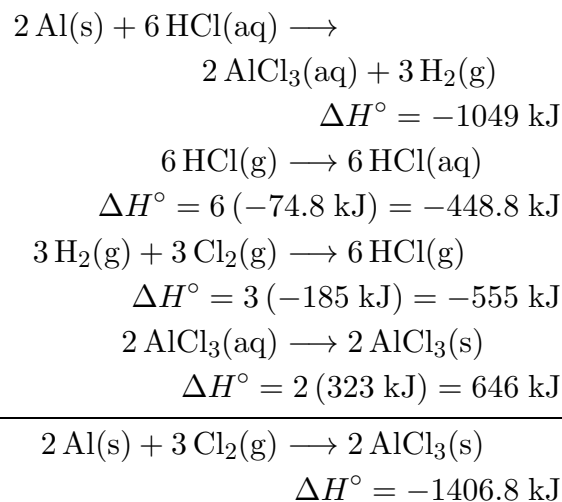 2 Al(s) + 6 HCl(aq) ⟶
2 AlCl₃(aq) + 3 H₂(g)
ΔH° = −1049 kJ
6 HCl(g) ⟶ 6 HCl(aq)
ΔH° = 6 (−74.8 kJ) = −448.8 kJ
3 H₂(g) + 3 Cl₂(g) ⟶ 6 HCl(g)
ΔH° = 3 (−185 kJ) = −555 kJ
2 AlCl₃(aq) ⟶ 2 AlCl₃(s)
ΔH° = 2 (323 kJ) = 646 kJ
2 Al(s) + 3 Cl₂(g) ⟶ 2 AlCl₃(s)
ΔH° = −1406.8 kJ